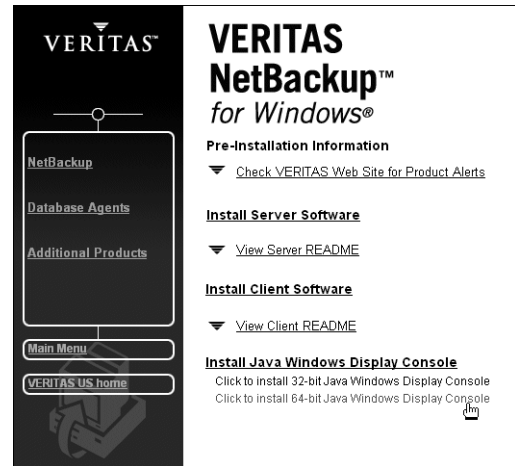 VERITAS™
NetBackup
Database Agents
Additional Products
Main Menu
VERITAS US home
VERITAS
NetBackup™
for Windows®
Pre-Installation Information
Check VERITAS Web Site for Product Alerts
Install Server Software
View Server README
Install Client Software
View Client README
Install Java Windows Display Console
Click to install 32-bit Java Windows Display Console
Click to install 64-bit Java Windows Display Console